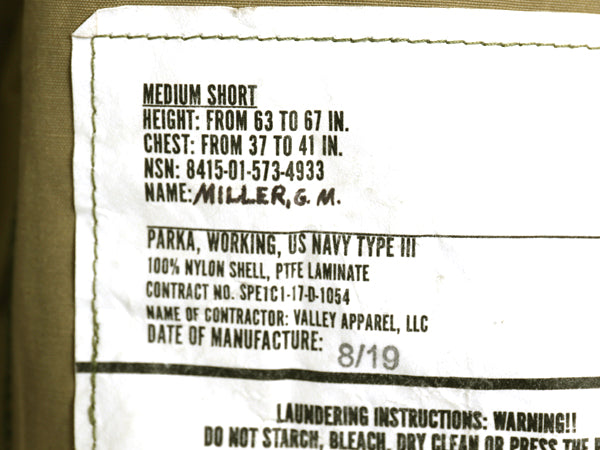 MEDIUM SHORT
HEIGHT: FROM 63 TO 67 IN.
CHEST: FROM 37 TO 41 IN.
NSN: 8415-01-573-4933
NAME: MILLER, G. M.
PARKA, WORKING, US NAVY TYPE III
100% NYLON SHELL, PTFE LAMINATE
CONTRACT NO. SPE1C1-17-D-1054
NAME OF CONTRACTOR: VALLEY APPAREL, LLC
DATE OF MANUFACTURE: 8/19
LAUNDERING INSTRUCTIONS: WARNING!!
DO NOT STARCH, BLEACH, DRY CLEAN OR PRESS THE